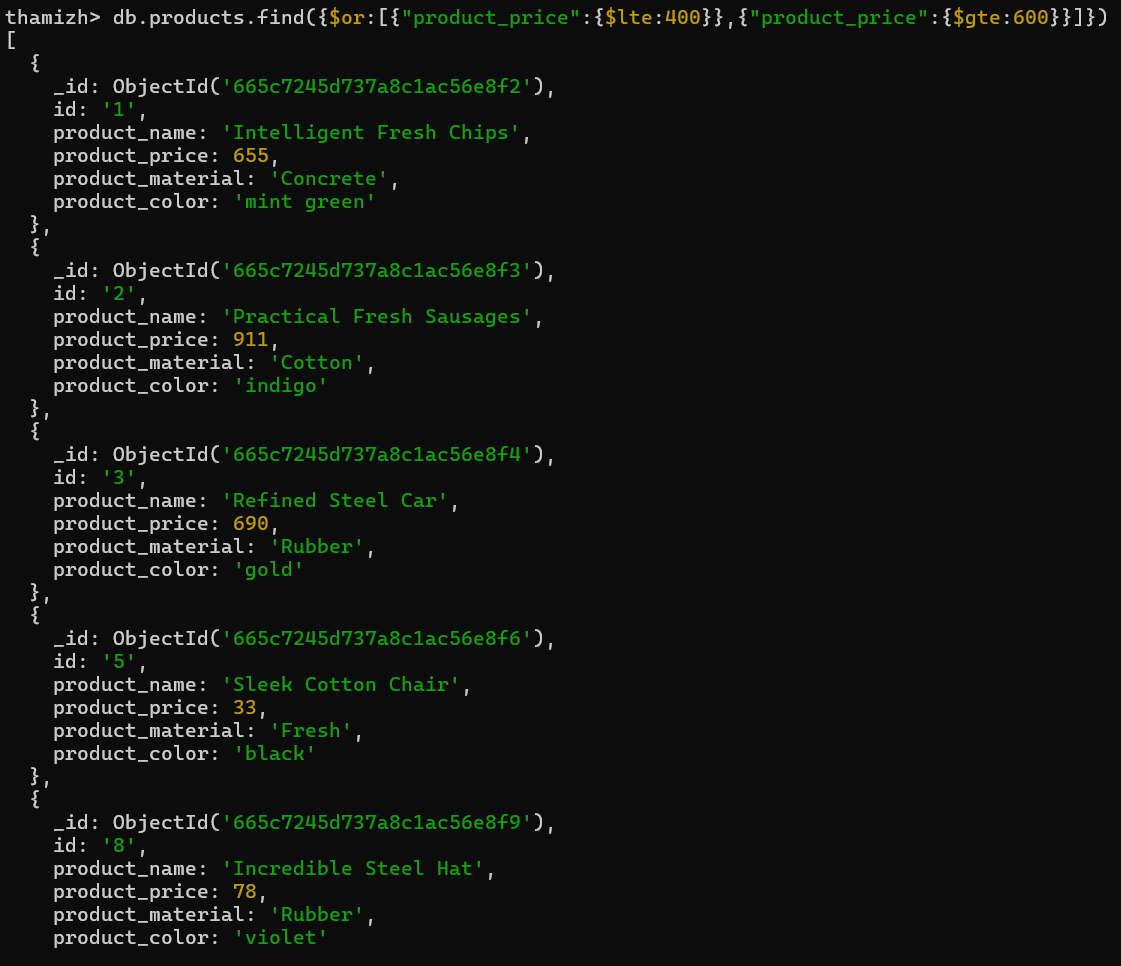 thamizh> db.products.find({$or:[{"product_price":{$lte:400}},{"product_price":{$gte:600}}]})
[
  {
    _id: ObjectId('665c7245d737a8c1ac56e8f2'),
    id: '1',
    product_name: 'Intelligent Fresh Chips',
    product_price: 655,
    product_material: 'Concrete',
    product_color: 'mint green'
  },
  {
    _id: ObjectId('665c7245d737a8c1ac56e8f3'),
    id: '2',
    product_name: 'Practical Fresh Sausages',
    product_price: 911,
    product_material: 'Cotton',
    product_color: 'indigo'
  },
  {
    _id: ObjectId('665c7245d737a8c1ac56e8f4'),
    id: '3',
    product_name: 'Refined Steel Car',
    product_price: 690,
    product_material: 'Rubber',
    product_color: 'gold'
  },
  {
    _id: ObjectId('665c7245d737a8c1ac56e8f6'),
    id: '5',
    product_name: 'Sleek Cotton Chair',
    product_price: 33,
    product_material: 'Fresh',
    product_color: 'black'
  },
  {
    _id: ObjectId('665c7245d737a8c1ac56e8f9'),
    id: '8',
    product_name: 'Incredible Steel Hat',
    product_price: 78,
    product_material: 'Rubber',
    product_color: 'violet'